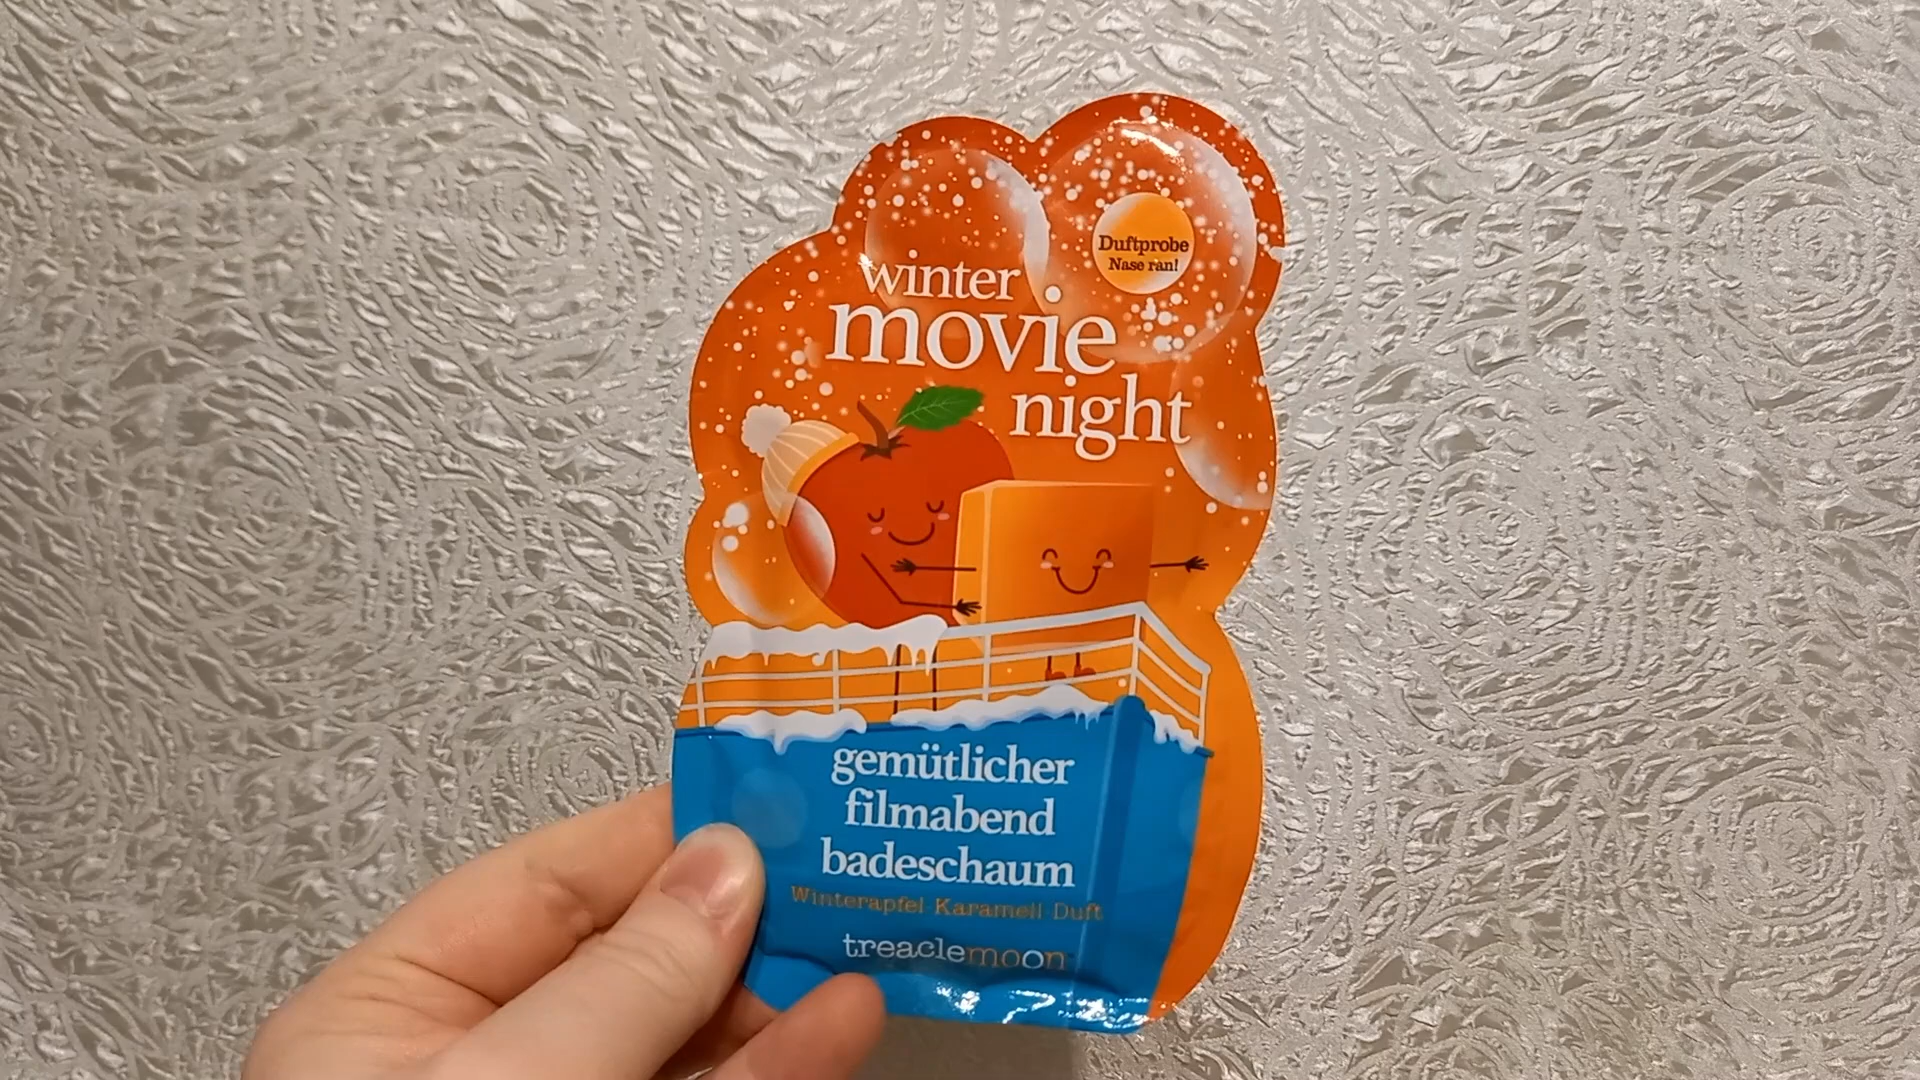 Duftprobe
Nase ran!
winter
movie
night
gemütlicher
filmabend
badeschaum
Winterapfel-Karamell Duft
treaclemoon